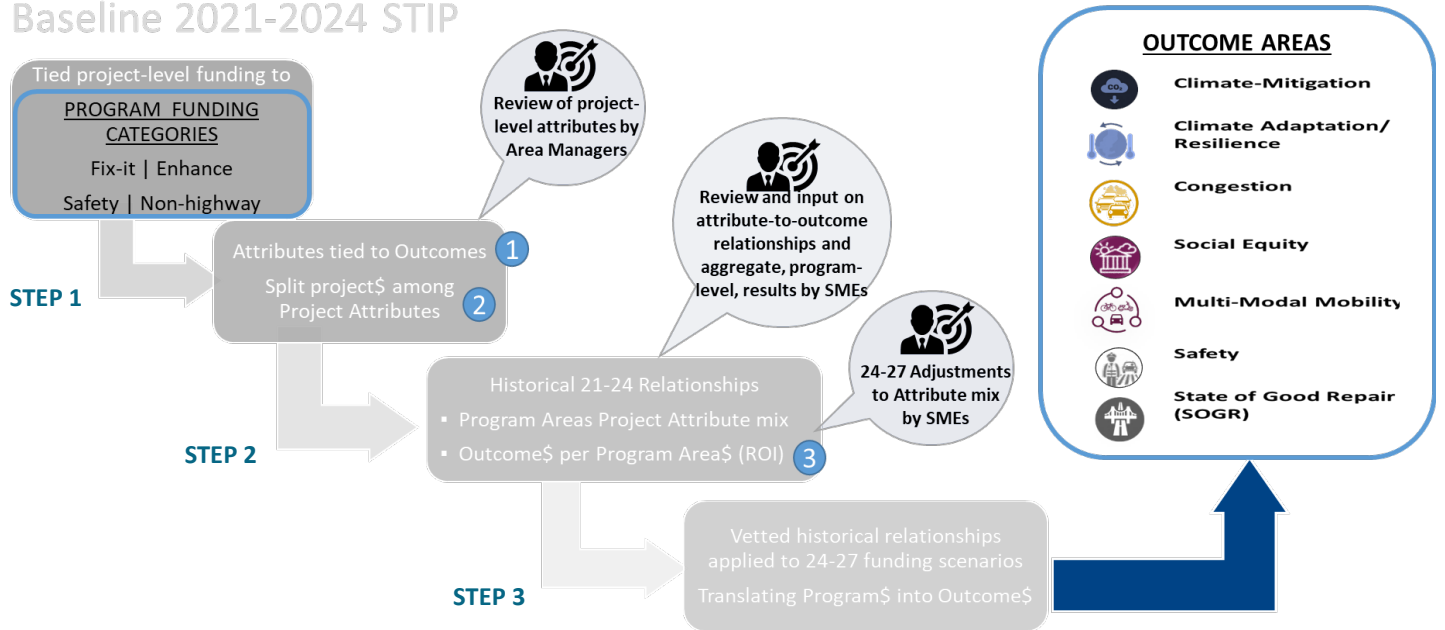 Baseline 2021-2024 STIP
Tied project-level funding to
PROGRAM FUNDING
CATEGORIES
Fix-it | Enhance
Safety | Non-highway
STEP 1
Review of project-
level attributes by
Area Managers
Attributes tied to Outcomes
1
Split project$ among
Project Attributes
2
STEP 2
Review and input on
attribute-to-outcome
relationships and
aggregate, program-
level, results by SMEs
Historical 21-24 Relationships
▪ Program Areas Project Attribute mix
▪ Outcome$ per Program Area$ (ROI)
3
24-27 Adjustments
to Attribute mix
by SMEs
STEP 3
Vetted historical relationships
applied to 24-27 funding scenarios
Translating Program$ into Outcome$
OUTCOME AREAS
CO₂
Climate-Mitigation
Climate Adaptation/
Resilience
Congestion
Social Equity
Multi-Modal Mobility
Safety
State of Good Repair
(SOGR)